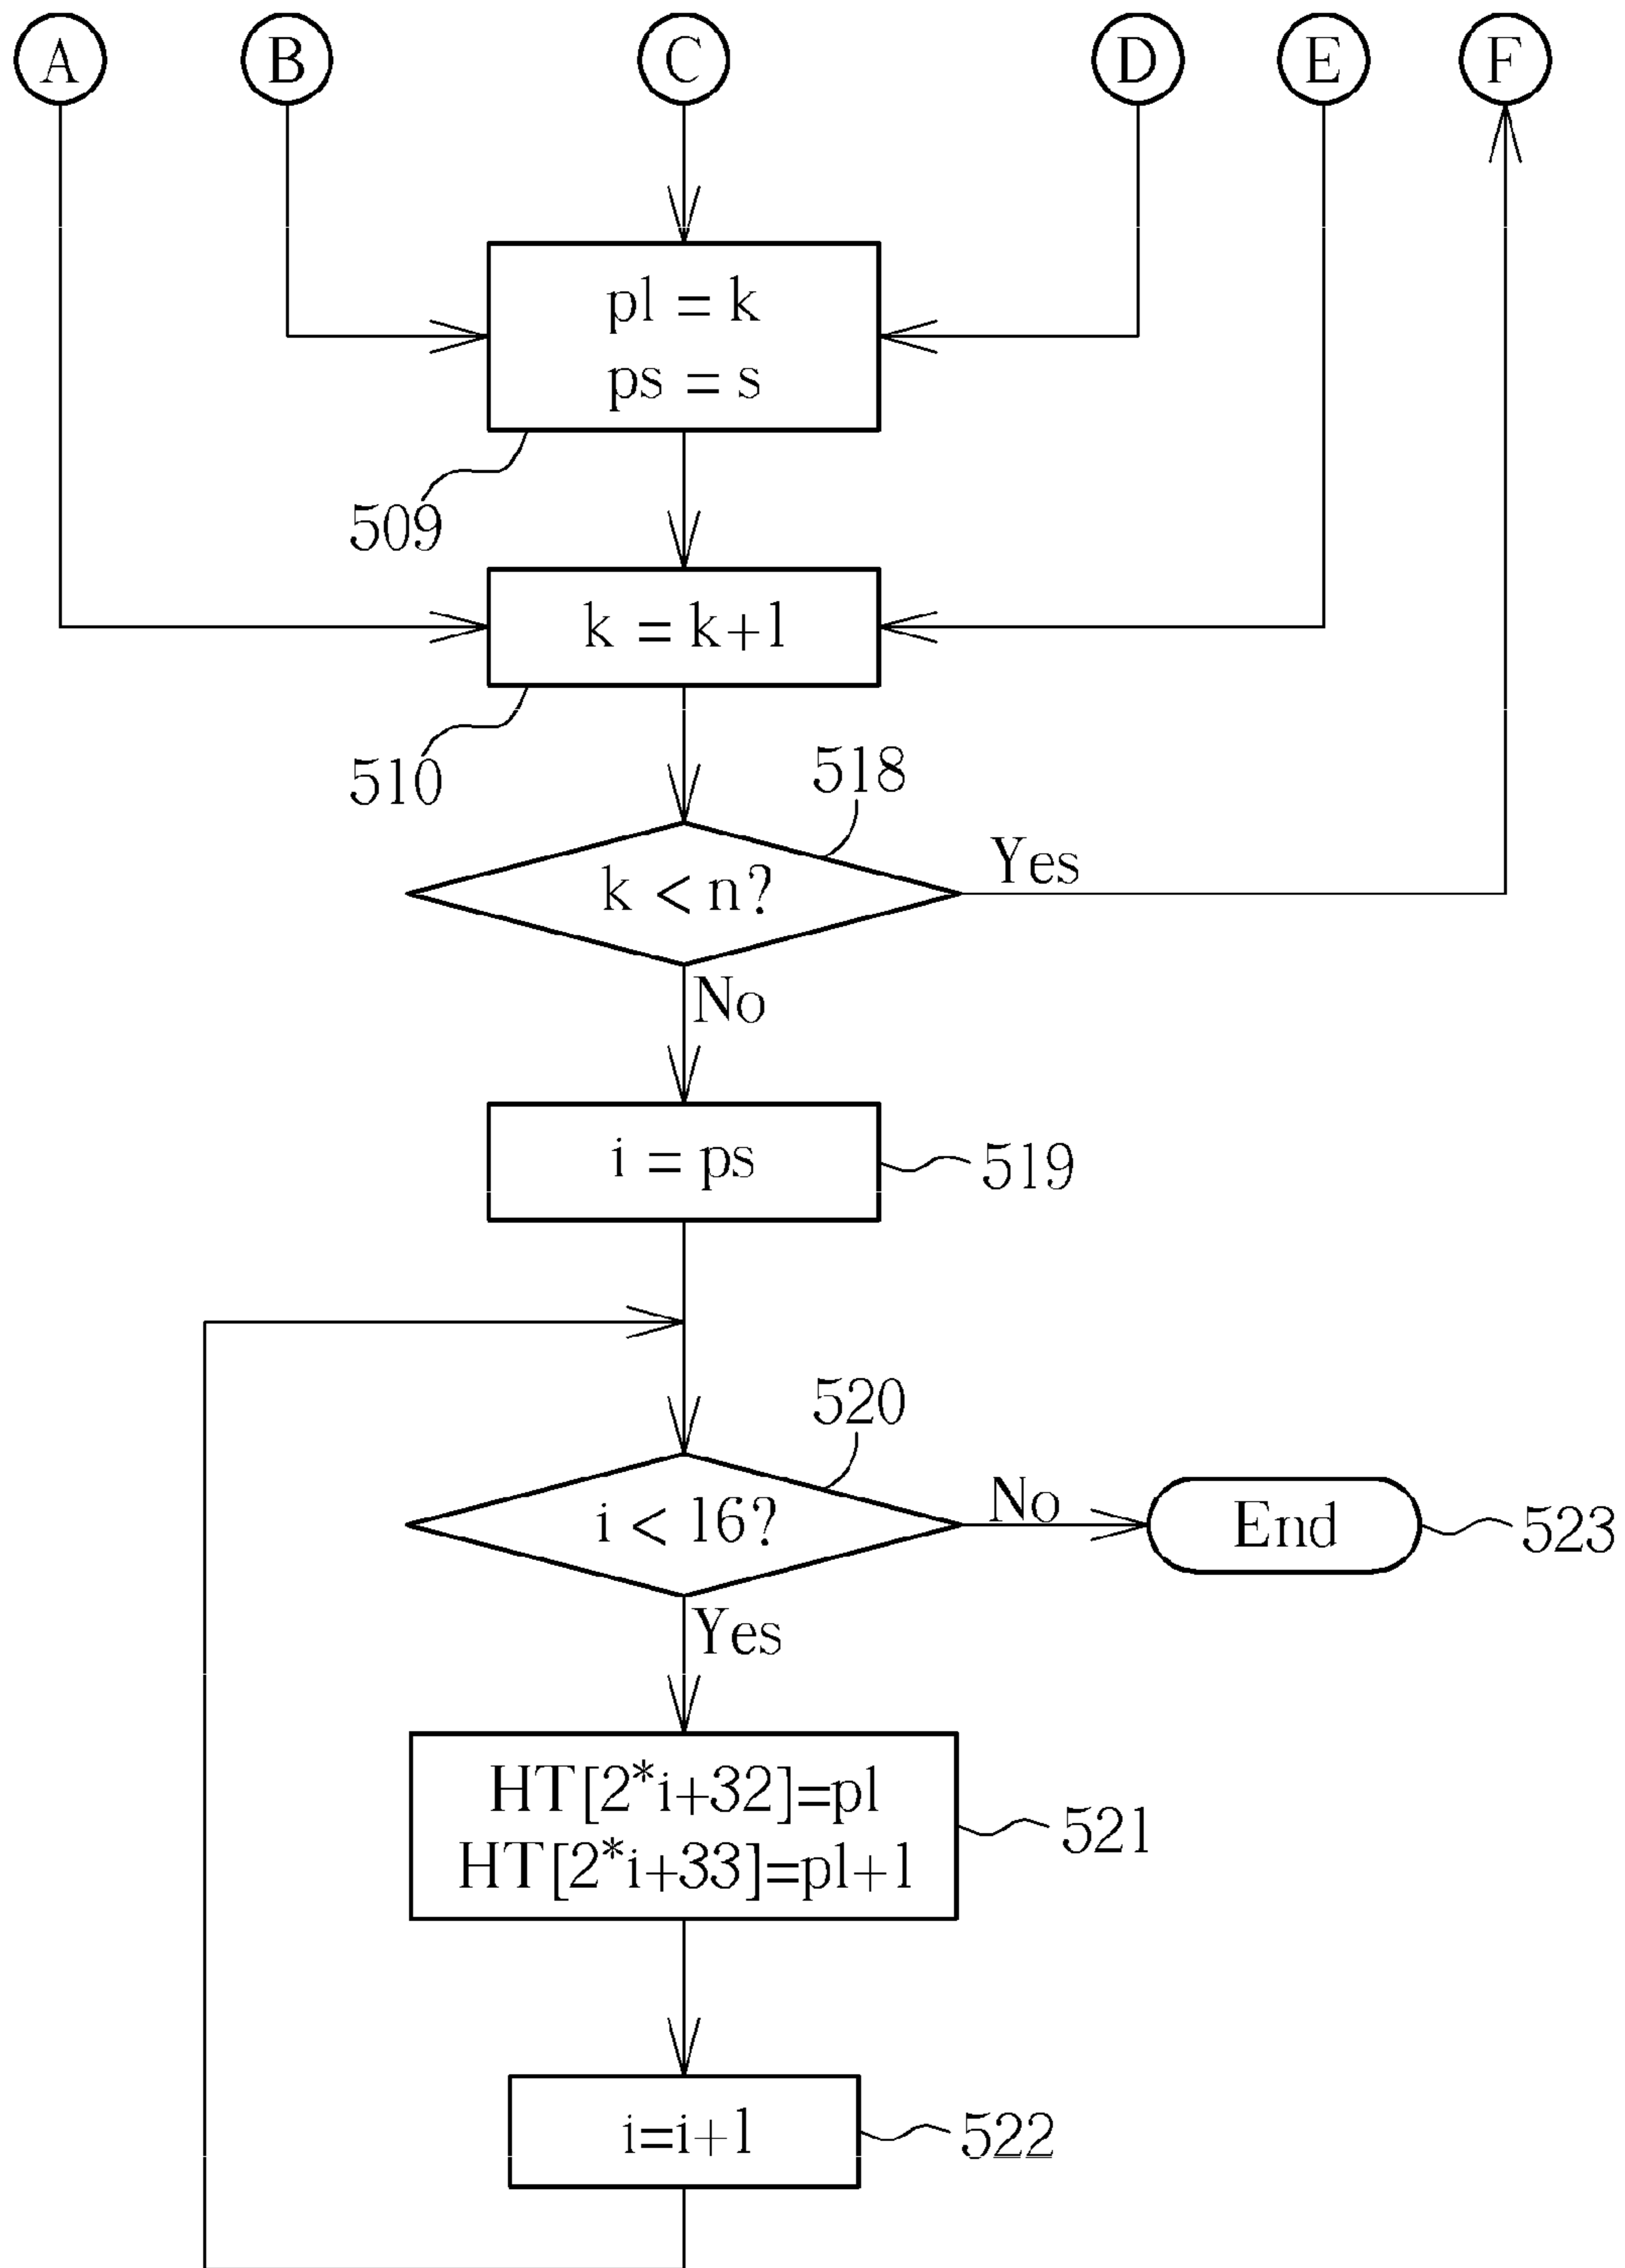 A B C D E F
pl = k
ps = s
509
k = k+1
510
518
k < n?
Yes
No
i = ps
519
520
i < 16?
No
End
523
Yes
HT[2*i+32]=pl
HT[2*i+33]=pl+1
521
i=i+1
522